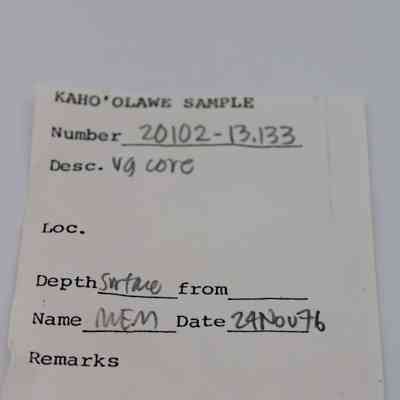 KAHO'OLAWE SAMPLE
Number 20102-13.133
Desc. Vg core
Loc.
Depth Surface from
Name MEM Date 24Nov76
Remarks